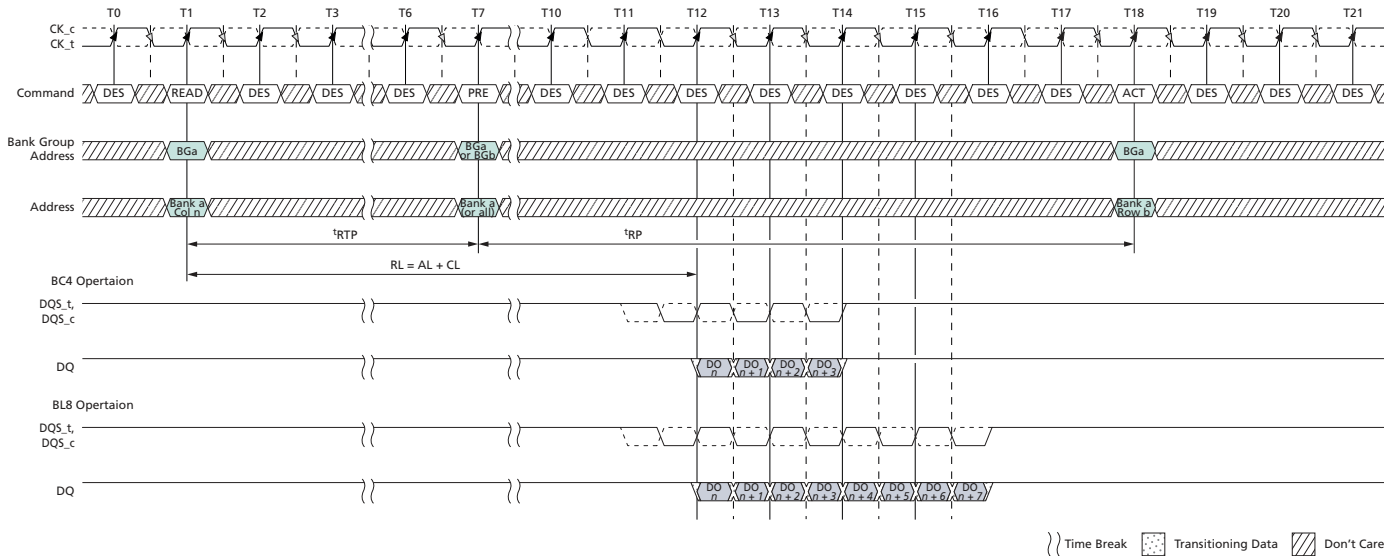 T0 T1 T2 T3 T6 T7 T10 T11 T12 T13 T14 T15 T16 T17 T18 T19 T20 T21
CK_c
CK_t
Command DES READ DES DES DES PRE DES DES DES DES DES DES DES DES ACT DES DES DES
Bank Group
Address
BGa
BGa
or BGb
BGa
Address
Bank a
Col n
Bank a
(or all)
Bank a
Row b
tRTP
tRP
RL = AL + CL
BC4 Opertaion
DQS_t,
DQS_c
DQ
DO
n
DO
n + 1
DO
n + 2
DO
n + 3
BL8 Opertaion
DQS_t,
DQS_c
DQ
DO
n
DO
n + 1
DO
n + 2
DO
n + 3
DO
n + 4
DO
n + 5
DO
n + 6
DO
n + 7
Time Break Transitioning Data Don't Care